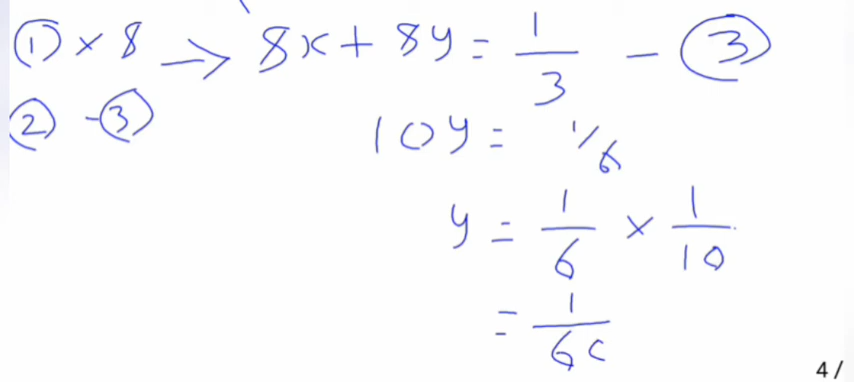 ① × 8 → 8x + 8y = 1/3 - ③
② - ③
10y = 1/6
y = 1/6 × 1/10
= 1/60
4/